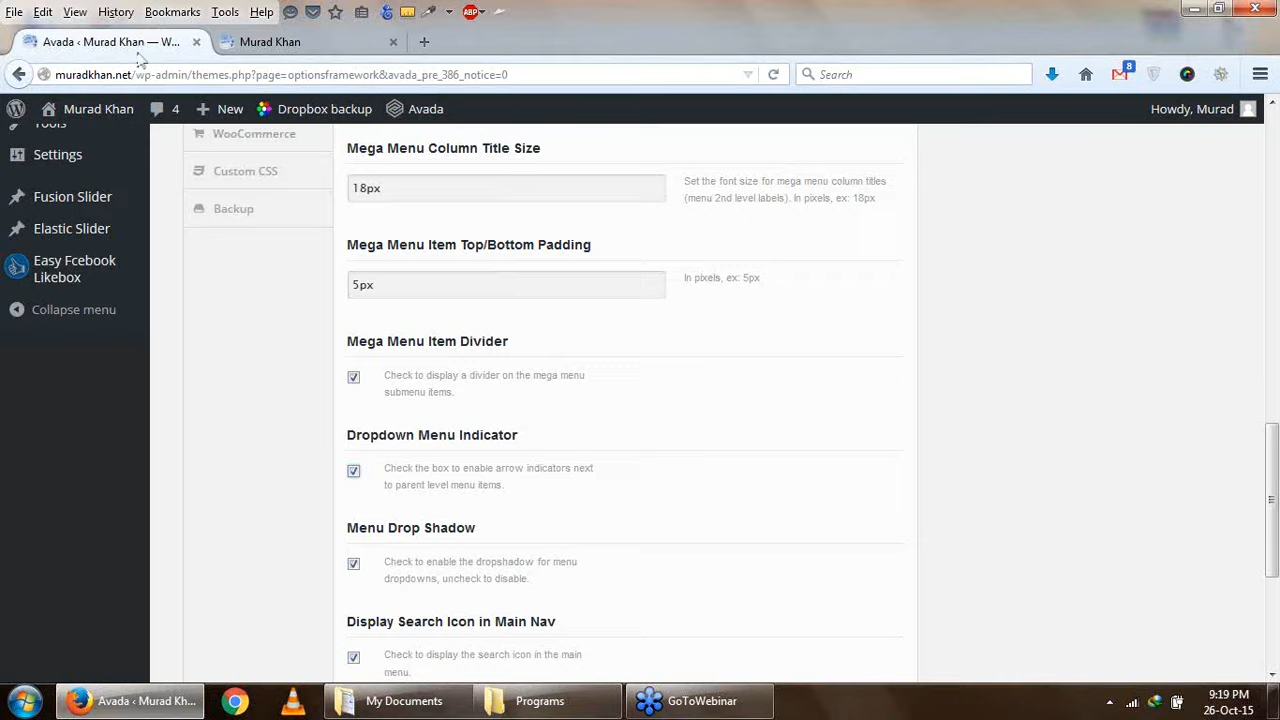 File Edit View History Bookmarks Tools Help
ABP
Avada ‹ Murad Khan — W...
Murad Khan
muradkhan.net/wp-admin/themes.php?page=optionsframework&avada_pre_386_notice=0
Search
8
Murad Khan
4
New
Dropbox backup
Avada
Howdy, Murad
Tools
Settings
Fusion Slider
Elastic Slider
Easy Fcebook
Likebox
Collapse menu
WooCommerce
Custom CSS
Backup
Mega Menu Column Title Size
18px
Set the font size for mega menu column titles
(menu 2nd level labels). In pixels, ex: 18px
Mega Menu Item Top/Bottom Padding
5px
In pixels, ex: 5px
Mega Menu Item Divider
Check to display a divider on the mega menu
submenu items.
Dropdown Menu Indicator
Check the box to enable arrow indicators next
to parent level menu items.
Menu Drop Shadow
Check to enable the dropshadow for menu
dropdowns, uncheck to disable.
Display Search Icon in Main Nav
Check to display the search icon in the main
menu.
Avada ‹ Murad Kh...
My Documents
Programs
GoToWebinar
9:19 PM
26-Oct-15